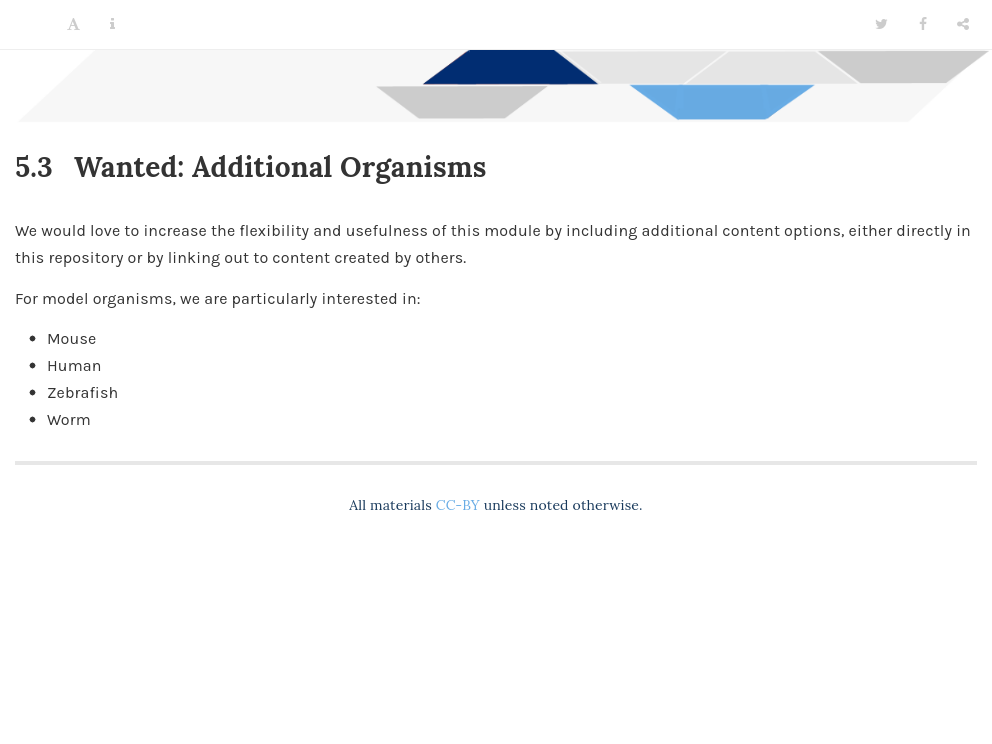 5.3 Wanted: Additional Organisms
We would love to increase the flexibility and usefulness of this module by including additional content options, either directly in
this repository or by linking out to content created by others.
For model organisms, we are particularly interested in:
Mouse
Human
Zebrafish
Worm
All materials CC-BY unless noted otherwise.